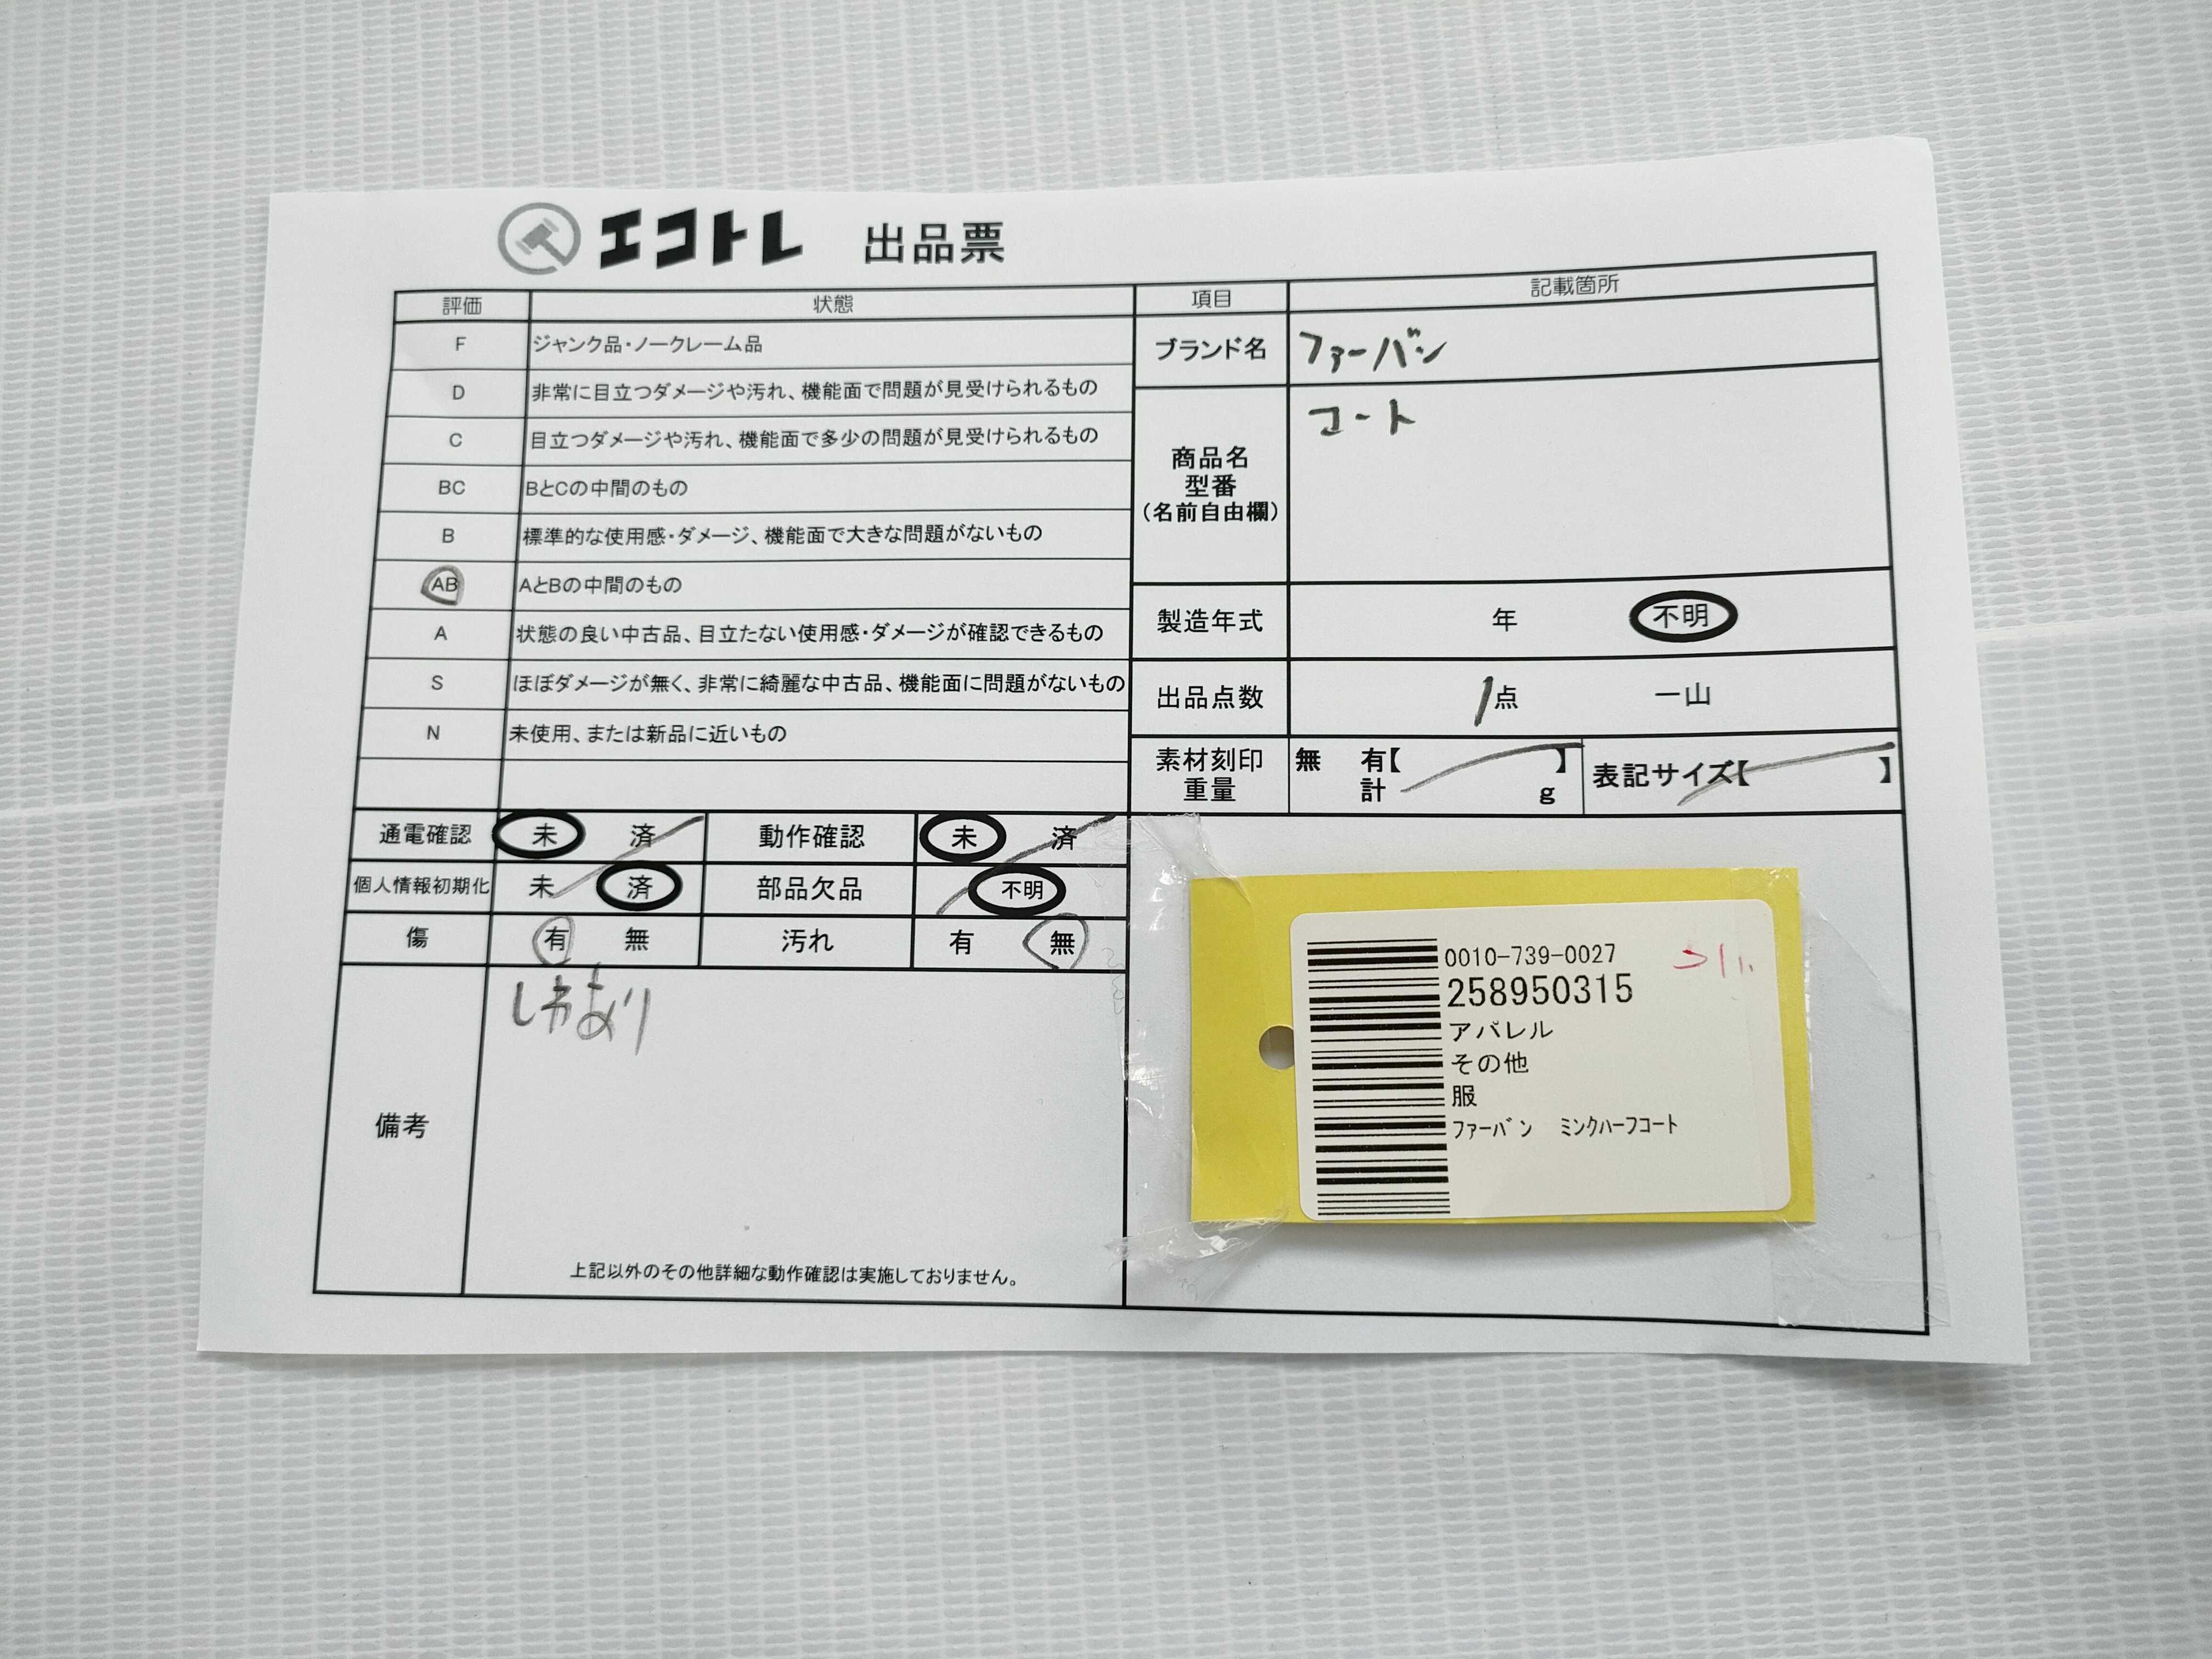 エコトレ 出品票
評価 状態
F ジャンク品・ノークレーム品
D 非常に目立つダメージや汚れ、機能面で問題が見受けられるもの
C 目立つダメージや汚れ、機能面で多少の問題が見受けられるもの
BC BとCの中間のもの
B 標準的な使用感・ダメージ、機能面で大きな問題がないもの
AB AとBの中間のもの
A 状態の良い中古品、目立たない使用感・ダメージが確認できるもの
S ほぼダメージが無く、非常に綺麗な中古品、機能面に問題がないもの
N 未使用、または新品に近いもの
項目 記載箇所
ブランド名 ファーバン
商品名
型番
(名前自由欄)
コート
製造年式 年 不明
出品点数 1点 一山
素材刻印
重量
無 有【 】
計 g
表記サイズ【 】
通電確認 未 済 動作確認 未 済
個人情報初期化 未 済 部品欠品 不明
傷 有 無 汚れ 有 無
備考
しわあり
上記以外のその他詳細な動作確認は実施しておりません。
0010-739-0027
258950315
アパレル
その他
服
ファーバン ミンクハーフコート